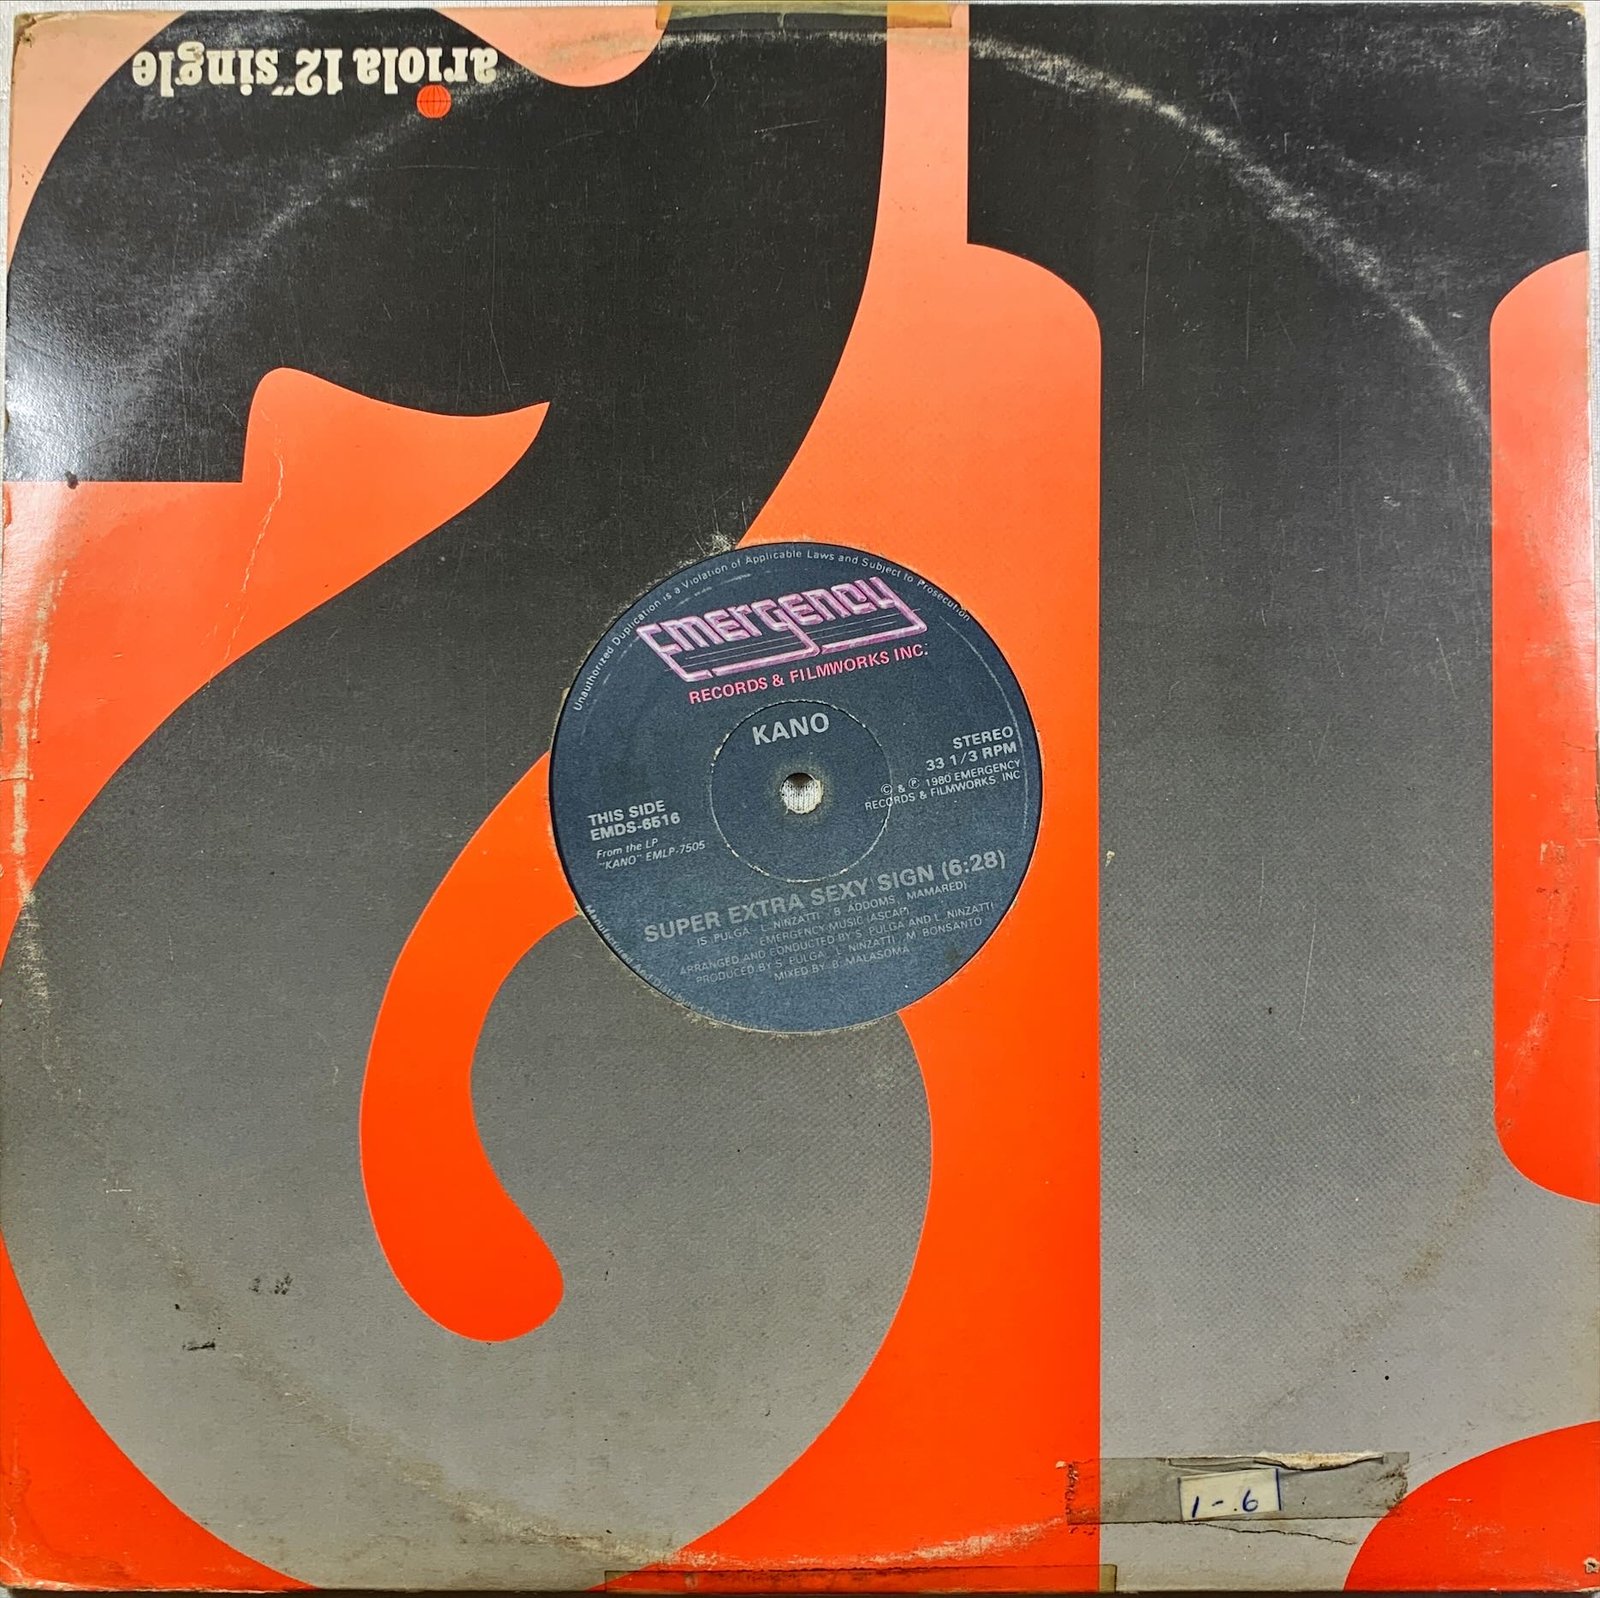 ariola 12" single
Unauthorized Duplication is a Violation of Applicable Laws and Subject to Prosecution
Emergency
RECORDS & FILMWORKS INC.
KANO
STEREO
33 1/3 RPM
© & ℗ 1980 EMERGENCY
RECORDS & FILMWORKS INC
THIS SIDE
EMDS-6516
From the LP
"KANO" EMLP-7505
SUPER EXTRA SEXY SIGN (6:28)
(S. PULGA, L. NINZATTI, B. ADDOMS, MAMARED)
EMERGENCY MUSIC (ASCAP)
ARRANGED AND CONDUCTED BY S. PULGA AND L. NINZATTI
PRODUCED BY S. PULGA, L. NINZATTI, M. BONSANTO
MIXED BY B. MALASOMA
Manufactured And Distributed
1-.6